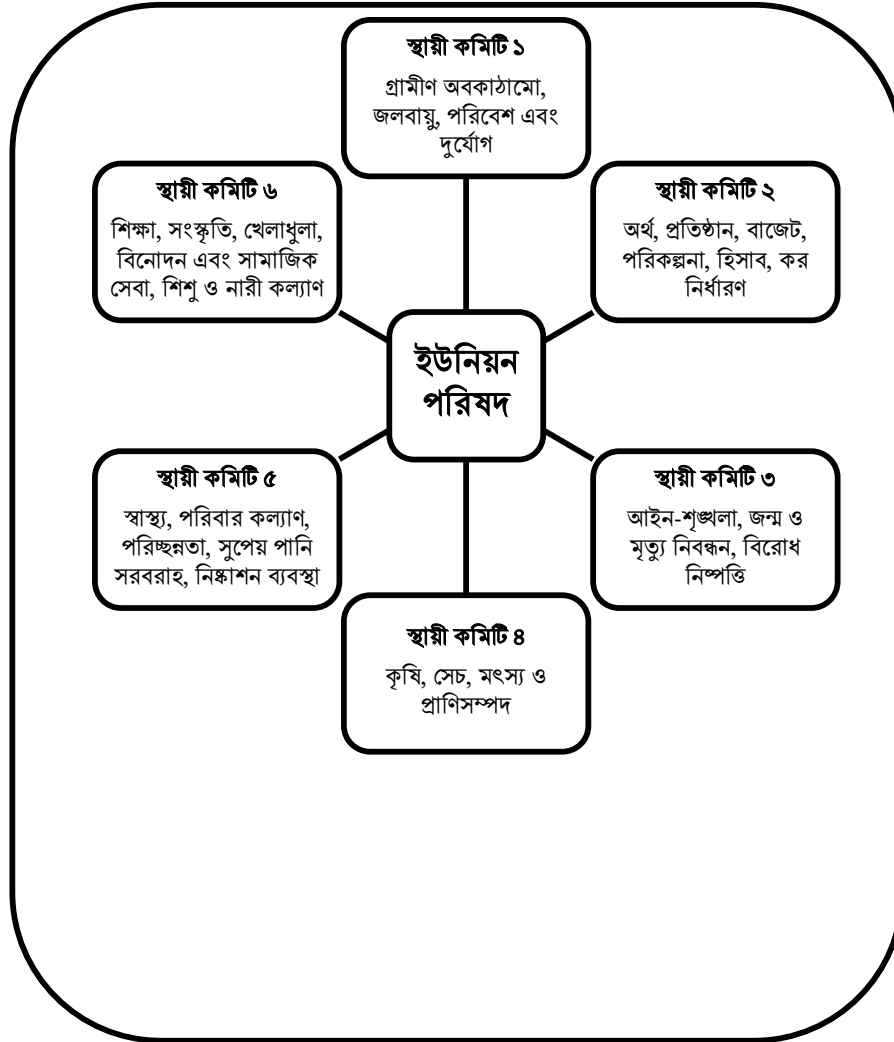 স্থায়ী কমিটি ১
গ্রামীণ অবকাঠামো,
জলবায়ু, পরিবেশ এবং
দুর্যোগ
স্থায়ী কমিটি ৬
শিক্ষা, সংস্কৃতি, খেলাধুলা,
বিনোদন এবং সামাজিক
সেবা, শিশু ও নারী কল্যাণ
স্থায়ী কমিটি ২
অর্থ, প্রতিষ্ঠান, বাজেট,
পরিকল্পনা, হিসাব, কর
নির্ধারণ
ইউনিয়ন
পরিষদ
স্থায়ী কমিটি ৫
স্বাস্থ্য, পরিবার কল্যাণ,
পরিচ্ছন্নতা, সুপেয় পানি
সরবরাহ, নিষ্কাশন ব্যবস্থা
স্থায়ী কমিটি ৩
আইন-শৃঙ্খলা, জন্ম ও
মৃত্যু নিবন্ধন, বিরোধ
নিষ্পত্তি
স্থায়ী কমিটি ৪
কৃষি, সেচ, মৎস্য ও
প্রাণিসম্পদ